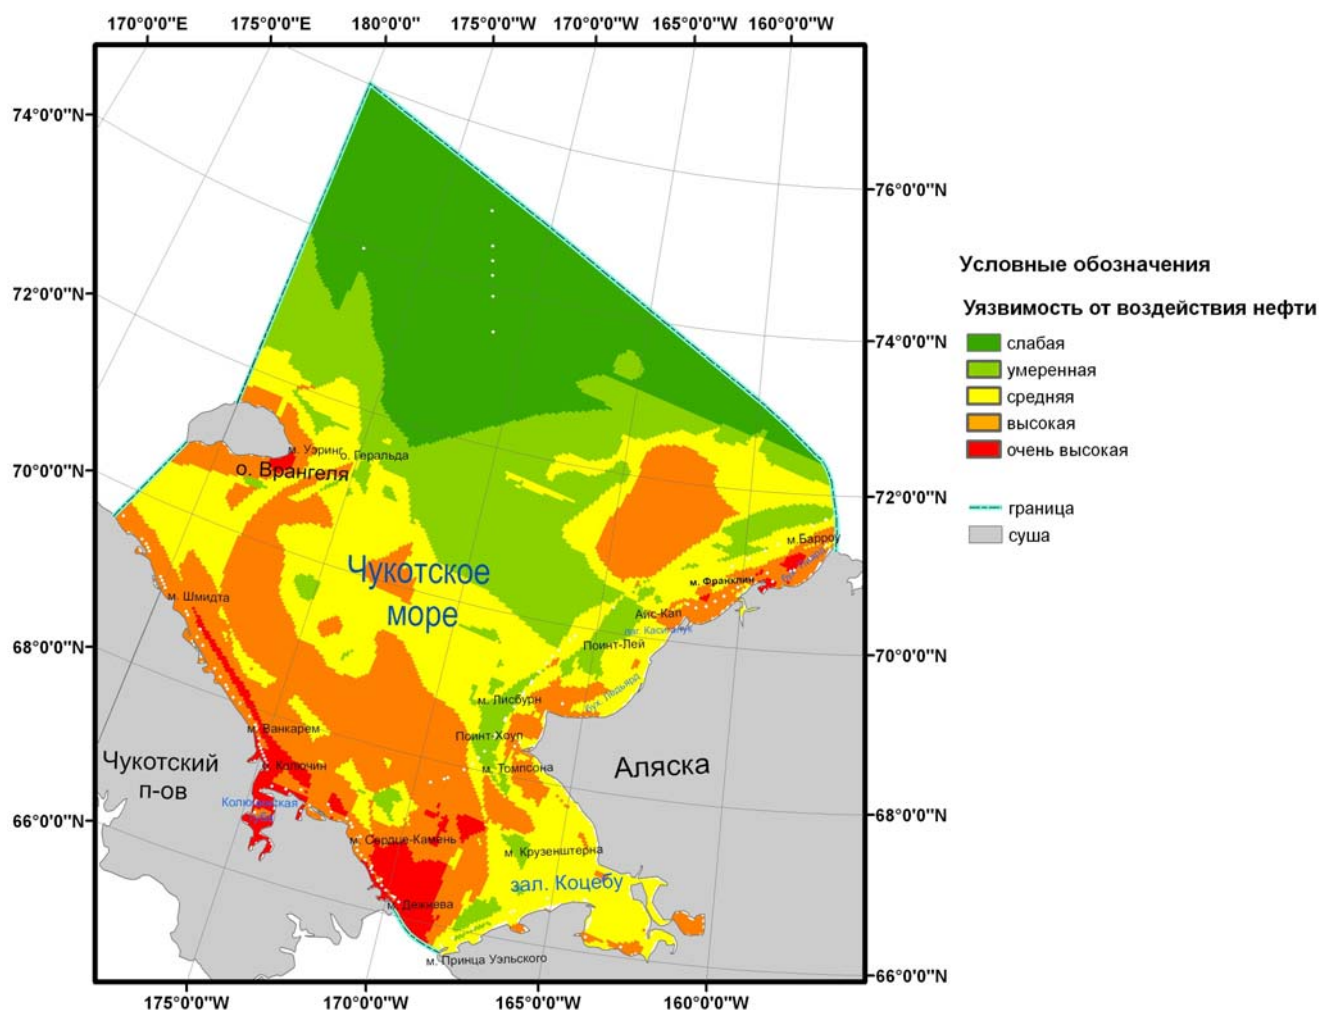 170°0'0"E
175°0'0"E
180°0'0"
175°0'0"W
170°0'0"W
165°0'0"W
160°0'0"W
74°0'0"N
72°0'0"N
70°0'0"N
68°0'0"N
66°0'0"N
76°0'0"N
74°0'0"N
72°0'0"N
70°0'0"N
68°0'0"N
66°0'0"N
м. Уэринг
о. Геральда
о. Врангеля
м.Барроу
м. Франклин
Чукотское
море
м. Шмидта
Айс-Кап
Поинт-Лей
бух. Ледьярд
м. Лисбурн
м. Ванкарем
Поинт-Хоуп
Колючин
м. Томпсона
Чукотский
п-ов
Аляска
Колючинская
м. Сердце-Камень
м. Крузенштерна
зал. Коцебу
м. Дежнева
м. Принца Уэльского
175°0'0"W
170°0'0"W
165°0'0"W
160°0'0"W
Условные обозначения
Уязвимость от воздействия нефти
слабая
умеренная
средняя
высокая
очень высокая
граница
суша